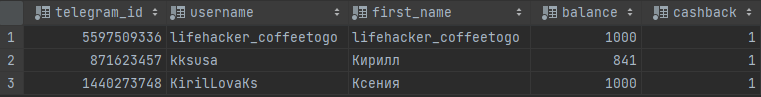 telegram_id username first_name balance cashback
1 5597509336 lifehacker_coffeetogo lifehacker_coffeetogo 1000 1
2 871623457 kksusa Кирилл 841 1
3 1440273748 KirilLovaKs Ксения 1000 1